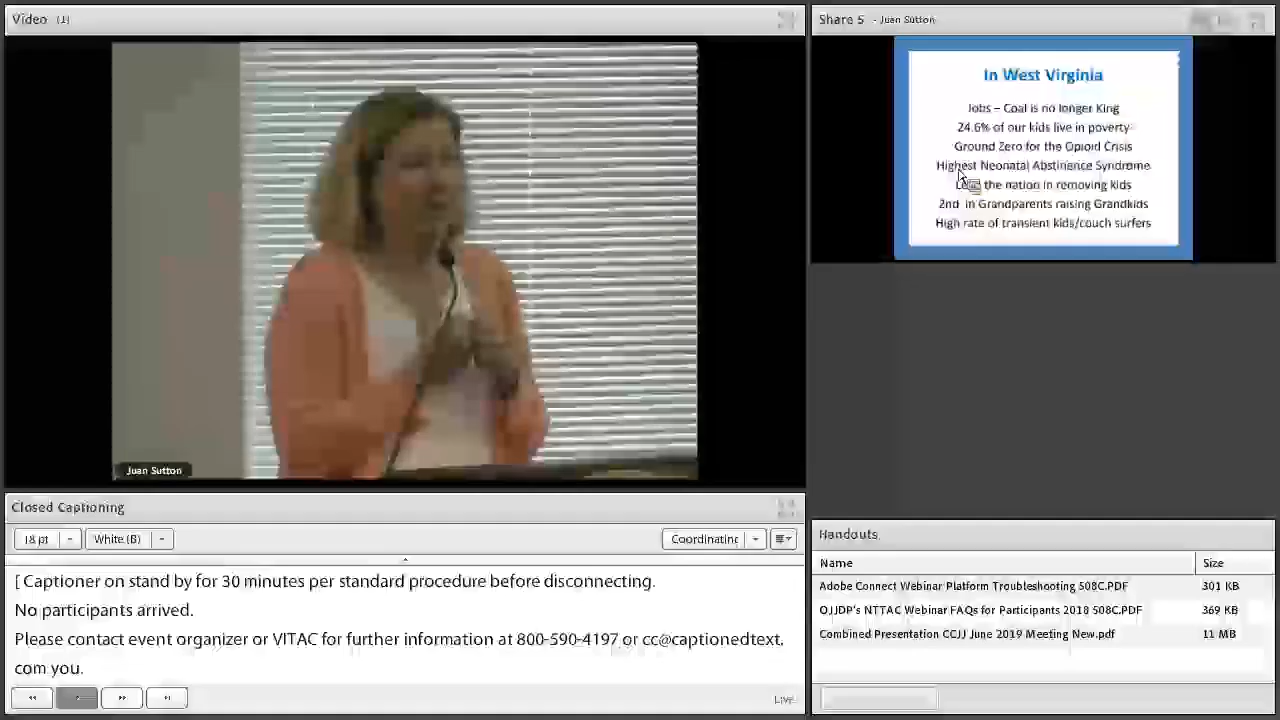 Video (1)
Juan Sutton
Share 5 - Juan Sutton
In West Virginia
Jobs – Coal is no longer King
24.6% of our kids live in poverty
Ground Zero for the Opioid Crisis
Highest Neonatal Abstinence Syndrome
the nation in removing kids
2nd in Grandparents raising Grandkids
High rate of transient kids/couch surfers
Closed Captioning
18 pt White (B) Coordinating
[ Captioner on stand by for 30 minutes per standard procedure before disconnecting.
No participants arrived.
Please contact event organizer or VITAC for further information at 800-590-4197 or cc@captionedtext.
com you.
Live
Handouts
Name Size
Adobe Connect Webinar Platform Troubleshooting 508C.PDF 301 KB
OJJDP's NTTAC Webinar FAQs for Participants 2018 508C.PDF 369 KB
Combined Presentation CCJJ June 2019 Meeting New.pdf 11 MB